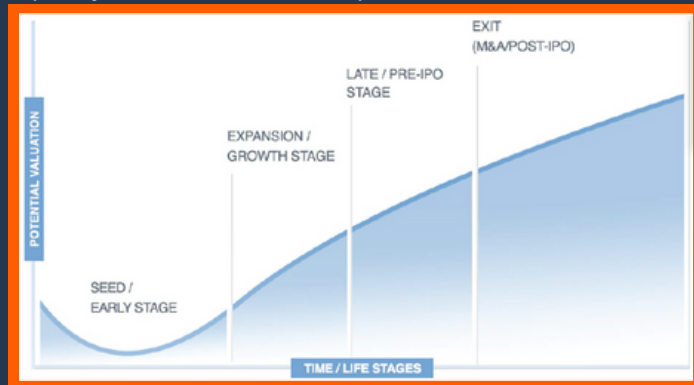 EXIT
(M&A/POST-IPO)
LATE / PRE-IPO
STAGE
EXPANSION /
GROWTH STAGE
POTENTIAL VALUATION
SEED /
EARLY STAGE
TIME / LIFE STAGES